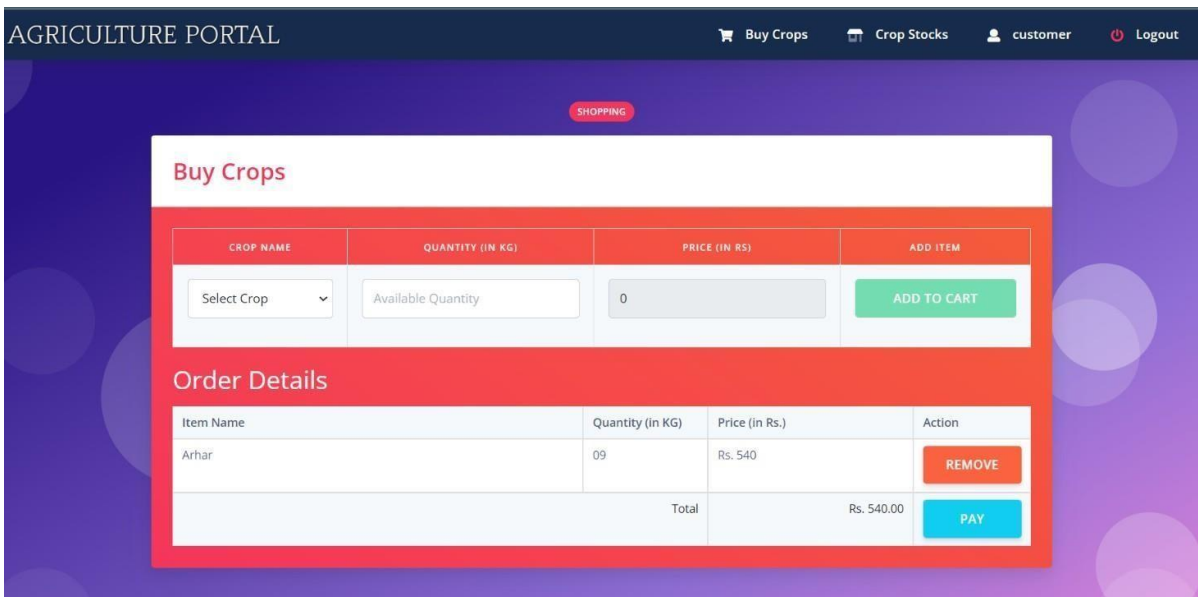 AGRICULTURE PORTAL Buy Crops Crop Stocks customer Logout
SHOPPING
Buy Crops
CROP NAME QUANTITY (IN KG) PRICE (IN RS) ADD ITEM
Select Crop Available Quantity 0 ADD TO CART
Order Details
Item Name Quantity (in KG) Price (in Rs.) Action
Arhar 09 Rs. 540 REMOVE
Total Rs. 540.00 PAY